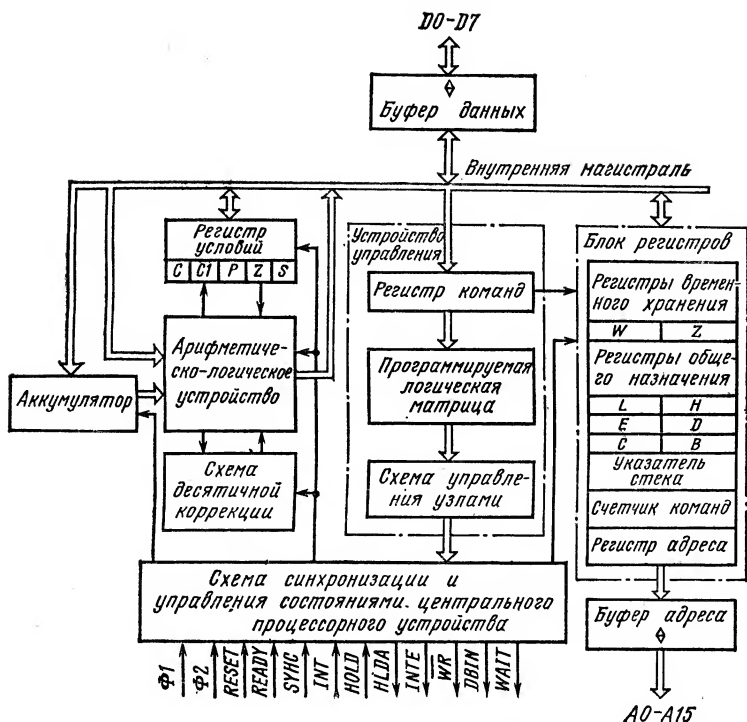 D0-D7
Буфер данных
Внутренняя магистраль
Регистр
условий
C C1 P Z S
Устройство
управления
Регистр команд
Блок регистров
Регистры времен-
ного хранения
W Z
Регистры обще-
го назначения
L H
E D
C B
Указатель
стека
Счетчик команд
Регистр адреса
Арифметиче-
ско-логическое
устройство
Программируемая
логическая
матрица
Аккумулятор
Схема
десятичной
коррекции
Схема управле-
ния узлами
Схема синхронизации и
управления состояниями центрального
процессорного устройства
Буфер адреса
Ф1
Ф2
RESET
READY
SYHC
INT
HOLD
HLDA
INTE
WR
DBIN
WAIT
A0-A15